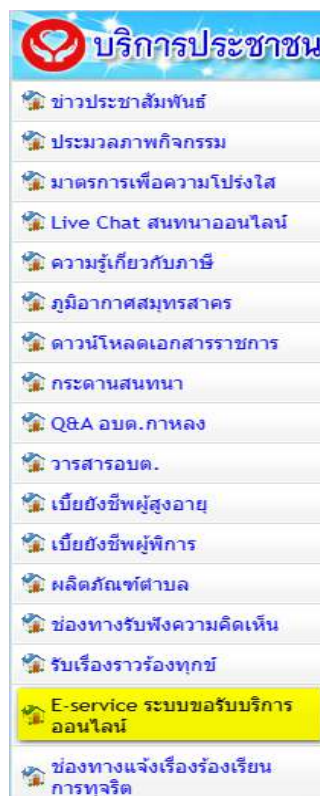 บริการประชาชน
ข่าวประชาสัมพันธ์
ประมวลภาพกิจกรรม
มาตรการเพื่อความโปร่งใส
Live Chat สนทนาออนไลน์
ความรู้เกี่ยวกับภาษี
ภูมิอากาศสมุทรสาคร
ดาวน์โหลดเอกสารราชการ
กระดานสนทนา
Q&A อบต.กาหลง
วารสารอบต.
เบี้ยยังชีพผู้สูงอายุ
เบี้ยยังชีพผู้พิการ
ผลิตภัณฑ์ตำบล
ช่องทางรับฟังความคิดเห็น
รับเรื่องราวร้องทุกข์
E-service ระบบขอรับบริการ
ออนไลน์
ช่องทางแจ้งเรื่องร้องเรียน
การทุจริต